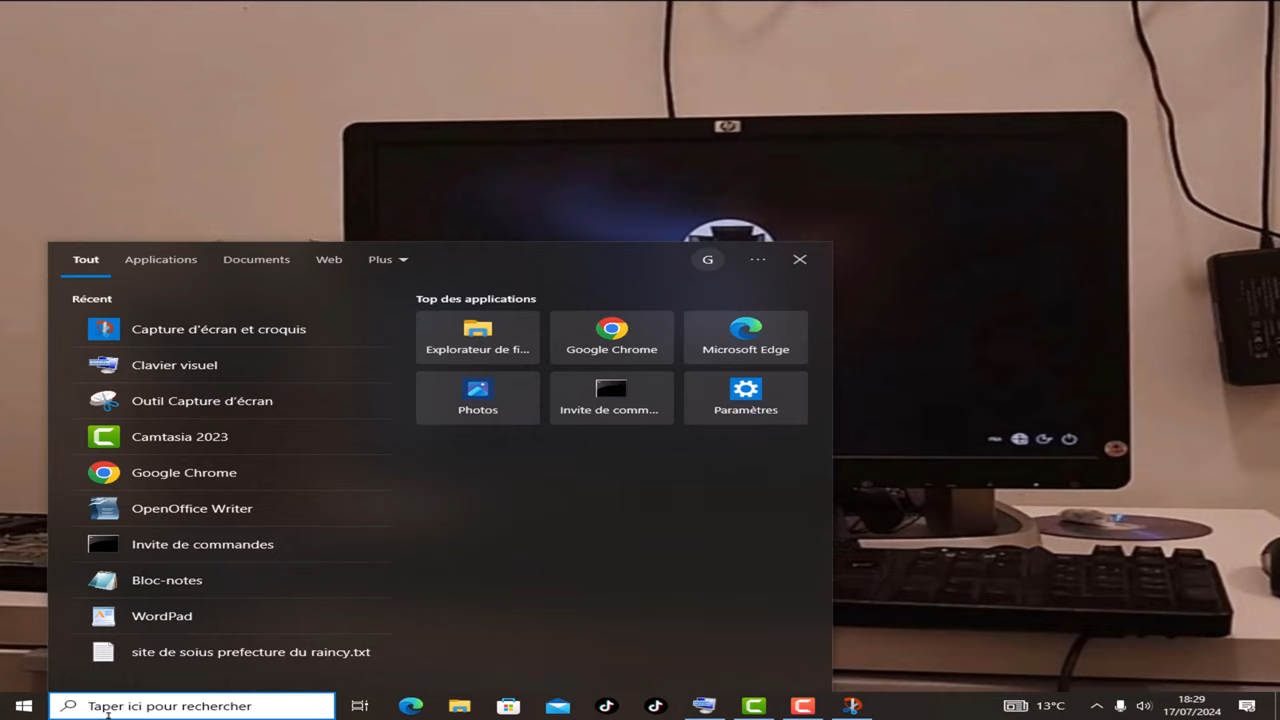 Tout Applications Documents Web Plus G ...
Récent
Capture d'écran et croquis
Clavier visuel
Outil Capture d'écran
Camtasia 2023
Google Chrome
OpenOffice Writer
Invite de commandes
Bloc-notes
WordPad
site de soius prefecture du raincy.txt
Top des applications
Explorateur de fi...
Google Chrome
Microsoft Edge
Photos
Invite de comm...
Paramètres
hp
Taper ici pour rechercher
13°C
18:29
17/07/2024